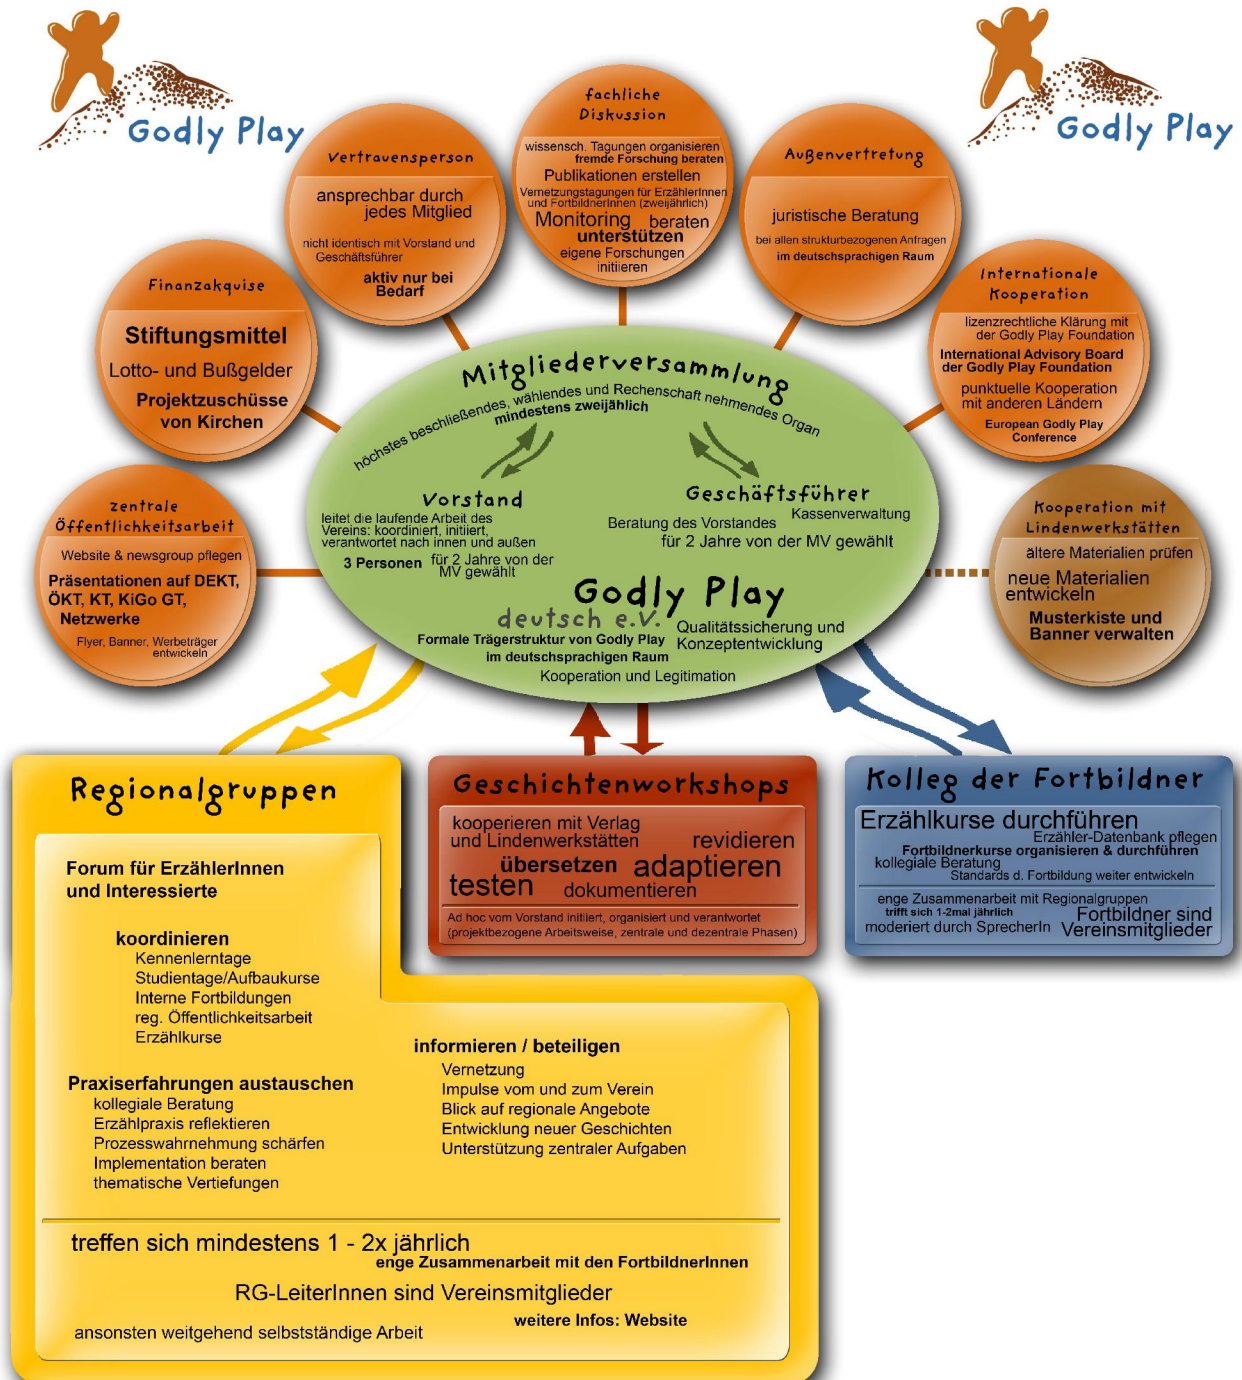 Godly Play
Godly Play
fachliche
Diskussion
wissensch. Tagungen organisieren
fremde Forschung beraten
Publikationen erstellen
Vernetzungstagungen für ErzählerInnen
und FortbildnerInnen (zweijährlich)
Monitoring beraten
unterstützen
eigene Forschungen
initiieren
Vertrauensperson
ansprechbar durch
jedes Mitglied
nicht identisch mit Vorstand und
Geschäftsführer
aktiv nur bei
Bedarf
Außenvertretung
juristische Beratung
bei allen strukturbezogenen Anfragen
im deutschsprachigen Raum
Finanzakquise
Stiftungsmittel
Lotto- und Bußgelder
Projektzuschüsse
von Kirchen
Internationale
Kooperation
lizenzrechtliche Klärung mit
der Godly Play Foundation
International Advisory Board
der Godly Play Foundation
punktuelle Kooperation
mit anderen Ländern
European Godly Play
Conference
zentrale
Öffentlichkeitsarbeit
Website & newsgroup pflegen
Präsentationen auf DEKT,
ÖKT, KT, KiGo GT,
Netzwerke
Flyer, Banner, Werbeträger
entwickeln
Kooperation mit
Lindenwerkstätten
ältere Materialien prüfen
neue Materialien
entwickeln
Musterkiste und
Banner verwalten
Mitgliederversammlung
höchstes beschließendes, wählendes und Rechenschaft nehmendes Organ
mindestens zweijählich
Vorstand
leitet die laufende Arbeit des
Vereins: koordiniert, initiiert,
verantwortet nach innen und außen
3 Personen für 2 Jahre von der
MV gewählt
Geschäftsführer
Kassenverwaltung
Beratung des Vorstandes
für 2 Jahre von der MV gewählt
Godly Play
deutsch e.V.
Formale Trägerstruktur von Godly Play
im deutschsprachigen Raum
Qualitätssicherung und
Konzeptentwicklung
Kooperation und Legitimation
Regionalgruppen
Forum für ErzählerInnen
und Interessierte
koordinieren
Kennenlerntage
Studientage/Aufbaukurse
Interne Fortbildungen
reg. Öffentlichkeitsarbeit
Erzählkurse
Praxiserfahrungen austauschen
kollegiale Beratung
Erzählpraxis reflektieren
Prozesswahrnehmung schärfen
Implementation beraten
thematische Vertiefungen
informieren / beteiligen
Vernetzung
Impulse vom und zum Verein
Blick auf regionale Angebote
Entwicklung neuer Geschichten
Unterstützung zentraler Aufgaben
treffen sich mindestens 1 - 2x jährlich
enge Zusammenarbeit mit den FortbildnerInnen
RG-LeiterInnen sind Vereinsmitglieder
weitere Infos: Website
ansonsten weitgehend selbstständige Arbeit
Geschichtenworkshops
kooperieren mit Verlag
und Lindenwerkstätten
revidieren
übersetzen adaptieren
testen dokumentieren
Ad hoc vom Vorstand initiiert, organisiert und verantwortet
(projektbezogene Arbeitsweise, zentrale und dezentrale Phasen)
Kolleg der Fortbildner
Erzählkurse durchführen
Erzähler-Datenbank pflegen
Fortbildnerkurse organisieren & durchführen
kollegiale Beratung
Standards d. Fortbildung weiter entwickeln
enge Zusammenarbeit mit Regionalgruppen
trifft sich 1-2mal jährlich
moderiert durch SprecherIn
Fortbildner sind
Vereinsmitglieder